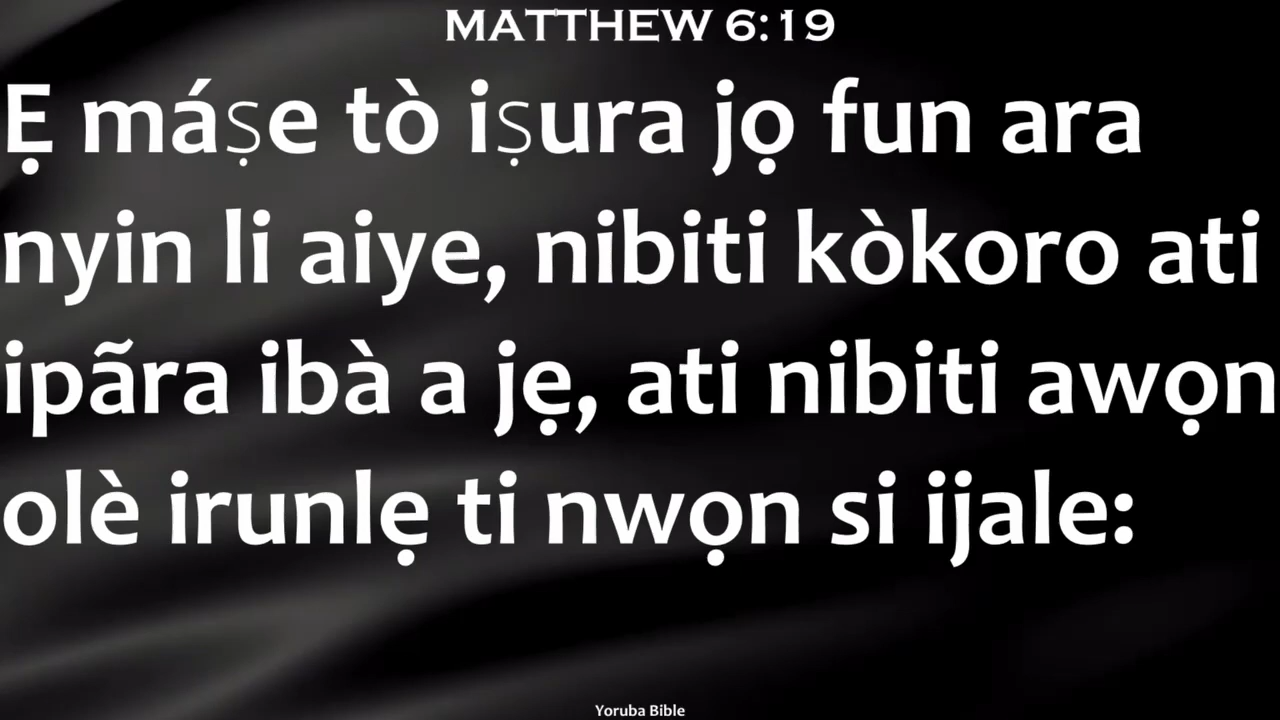 MATTHEW 6:19
Ẹ máṣe tò iṣura jọ fun ara
nyin li aiye, nibiti kòkoro ati
ipãra ibà a jẹ, ati nibiti awọn
olè irunlẹ ti nwọn si ijale:
Yoruba Bible